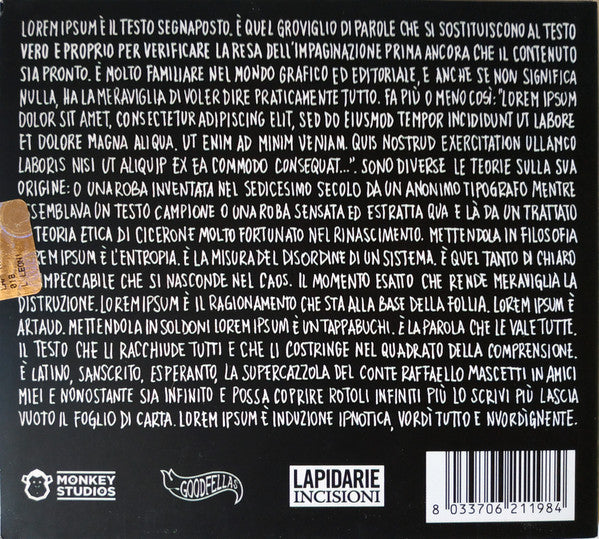 LOREM IPSUM È IL TESTO SEGNAPOSTO. È QUEL GROVIGLIO DI PAROLE CHE SI SOSTITUISCONO AL TESTO
VERO E PROPRIO PER VERIFICARE LA RESA DELL'IMPAGINAZIONE PRIMA ANCORA CHE IL CONTENUTO
SIA PRONTO. È MOLTO FAMILIARE NEL MONDO GRAFICO ED EDITORIALE, E ANCHE SE NON SIGNIFICA
NULLA, HA LA MERAVIGLIA DI VOLER DIRE PRATICAMENTE TUTTO. FA PIÙ O MENO COSÌ: "LOREM IPSUM
DOLOR SIT AMET, CONSECTETUR ADIPISCING ELIT, SED DO EIUSMOD TEMPOR INCIDIDUNT UT LABORE
ET DOLORE MAGNA ALIQUA. UT ENIM AD MINIM VENIAM. QUIS NOSTRUD EXERCITATION ULLAMCO
LABORIS NISI UT ALIQUIP EX EA COMMODO CONSEQUAT...". SONO DIVERSE LE TEORIE SULLA SUA
ORIGINE: O UNA ROBA INVENTATA NEL SEDICESIMO SECOLO DA UN ANONIMO TIPOGRAFO MENTRE
SSEMBLAVA UN TESTO CAMPIONE O UNA ROBA SENSATA ED ESTRATTA QUA E LÀ DA UN TRATTATO
TEORIA ETICA DI CICERONE MOLTO FORTUNATO NEL RINASCIMENTO. METTENDOLA IN FILOSOFIA
REM IPSUM È L'ENTROPIA. È LA MISURA DEL DISORDINE DI UN SISTEMA. È QUEL TANTO DI CHIARO
MPECCABILE CHE SI NASCONDE NEL CAOS. IL MOMENTO ESATTO CHE RENDE MERAVIGLIA LA
DISTRUZIONE. LOREM IPSUM È IL RAGIONAMENTO CHE STA ALLA BASE DELLA FOLLIA. LOREM IPSUM È
ARTAUD. METTENDOLA IN SOLDONI LOREM IPSUM È UN TAPPABUCHI. È LA PAROLA CHE LE VALE TUTTE.
IL TESTO CHE LI RACCHIUDE TUTTI E CHE LI COSTRINGE NEL QUADRATO DELLA COMPRENSIONE.
È LATINO, SANSCRITO, ESPERANTO, LA SUPERCAZZOLA DEL CONTE RAFFAELLO MASCETTI IN AMICI
MIEI E NONOSTANTE SIA INFINITO E POSSA COPRIRE ROTOLI INFINITI PIÙ LO SCRIVI PIÙ LASCIA
VUOTO IL FOGLIO DI CARTA. LOREM IPSUM È INDUZIONE IPNOTICA, VORDÌ TUTTO E NVORDÌGNENTE.
MONKEY
STUDIOS
GOODFELLAS
LAPIDARIE
INCISIONI
8 033706 211984